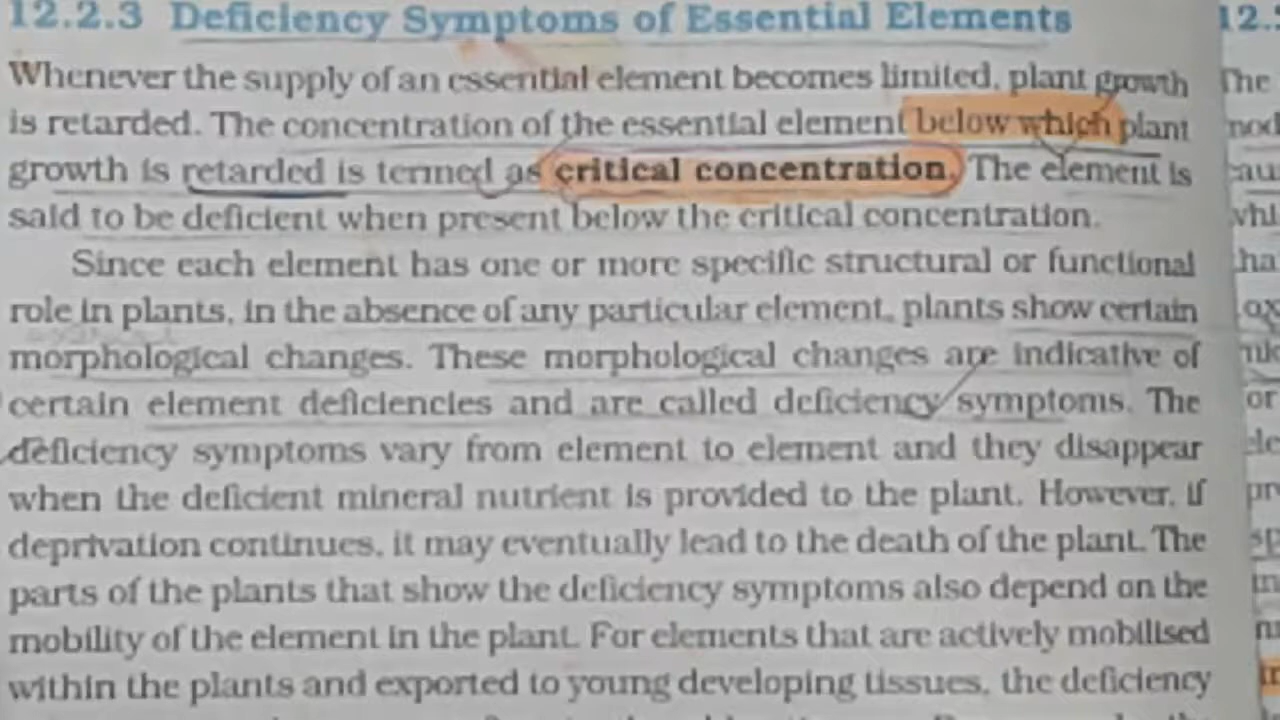 12.2.3 Deficiency Symptoms of Essential Elements
Whenever the supply of an essential element becomes limited, plant growth
is retarded. The concentration of the essential element below which plant
growth is retarded is termed as critical concentration. The element is
said to be deficient when present below the critical concentration.
Since each element has one or more specific structural or functional
role in plants, in the absence of any particular element, plants show certain
morphological changes. These morphological changes are indicative of
certain element deficiencies and are called deficiency symptoms. The
deficiency symptoms vary from element to element and they disappear
when the deficient mineral nutrient is provided to the plant. However, if
deprivation continues, it may eventually lead to the death of the plant. The
parts of the plants that show the deficiency symptoms also depend on the
mobility of the element in the plant. For elements that are actively mobilised
within the plants and exported to young developing tissues, the deficiency
12.
The